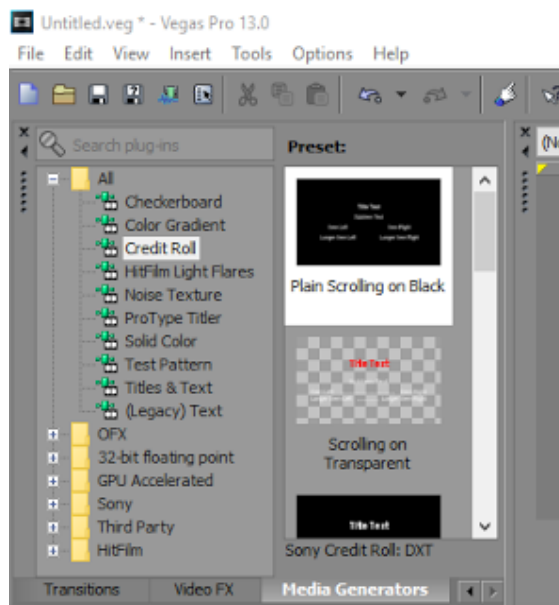 Untitled.veg * - Vegas Pro 13.0
File Edit View Insert Tools Options Help
Search plug-ins
All
Checkerboard
Color Gradient
Credit Roll
HitFilm Light Flares
Noise Texture
ProType Titler
Solid Color
Test Pattern
Titles & Text
(Legacy) Text
OFX
32-bit floating point
GPU Accelerated
Sony
Third Party
HitFilm
Preset:
Title Text
Plain Scrolling on Black
Title Text
Scrolling on
Transparent
Title Text
Sony Credit Roll: DXT
Transitions Video FX Media Generators